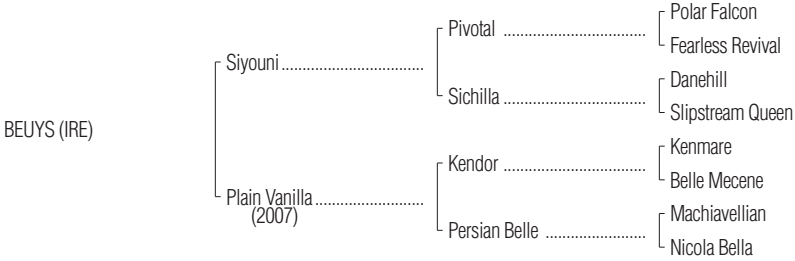 Polar Falcon
Pivotal ................................
Fearless Revival
Siyouni................................
Danehill
Sichilla................................
Slipstream Queen
BEUYS (IRE)
Kenmare
Kendor ................................
Belle Mecene
Plain Vanilla........................
(2007)
Machiavellian
Persian Belle ......................
Nicola Bella